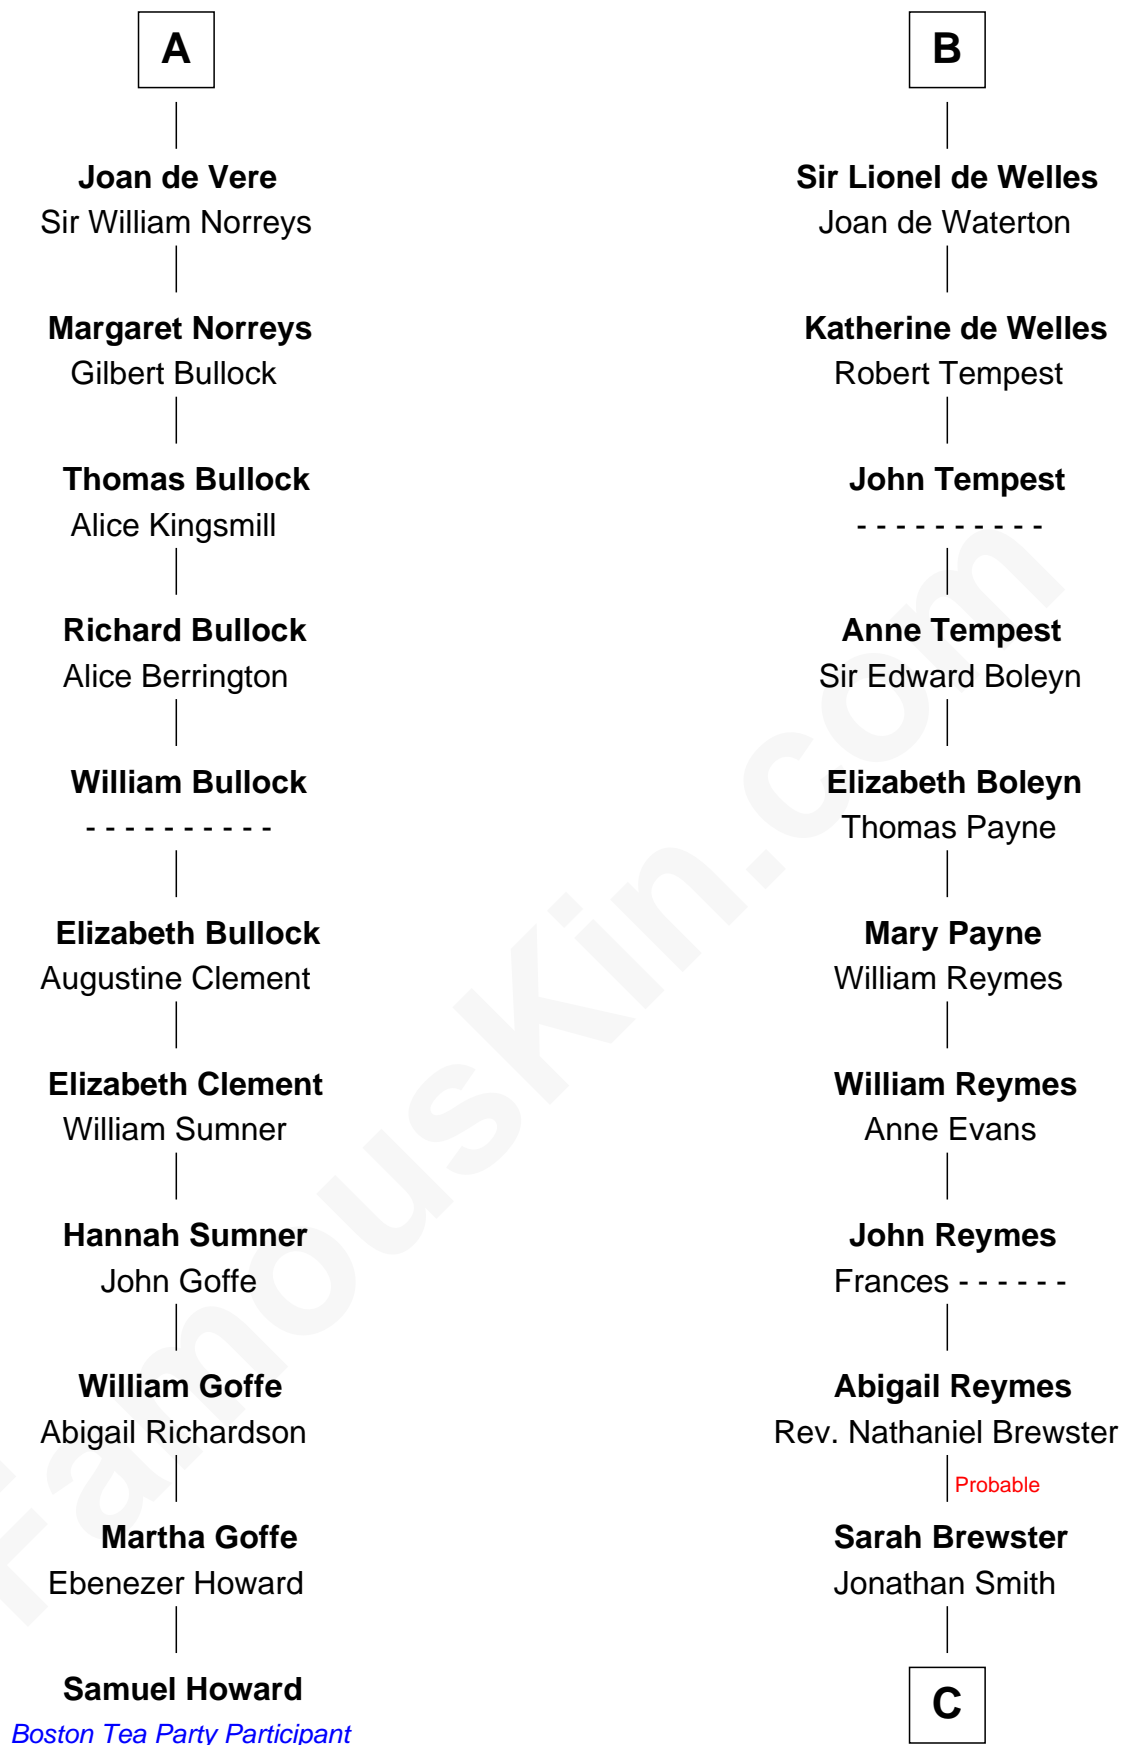 A
Joan de Vere
Sir William Norreys
Margaret Norreys
Gilbert Bullock
Thomas Bullock
Alice Kingsmill
Richard Bullock
Alice Berrington
William Bullock
- - - - - - - - - -
Elizabeth Bullock
Augustine Clement
Elizabeth Clement
William Sumner
Hannah Sumner
John Goffe
William Goffe
Abigail Richardson
Martha Goffe
Ebenezer Howard
Samuel Howard
Boston Tea Party Participant
B
Sir Lionel de Welles
Joan de Waterton
Katherine de Welles
Robert Tempest
John Tempest
- - - - - - - - - -
Anne Tempest
Sir Edward Boleyn
Elizabeth Boleyn
Thomas Payne
Mary Payne
William Reymes
William Reymes
Anne Evans
John Reymes
Frances - - - - - -
Abigail Reymes
Rev. Nathaniel Brewster
Probable
Sarah Brewster
Jonathan Smith
C
FamousKin.com